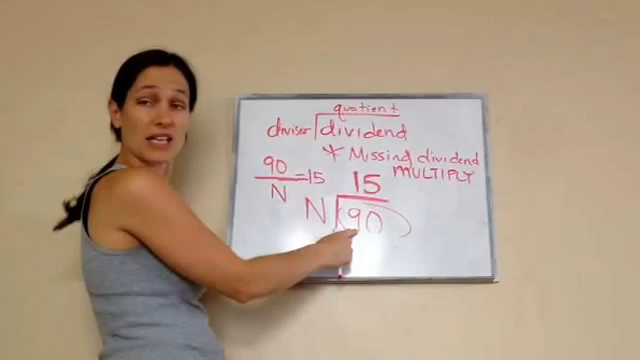 quotient
divisor dividend
* Missing dividend
MULTIPLY
90
N
=15
15
N 90